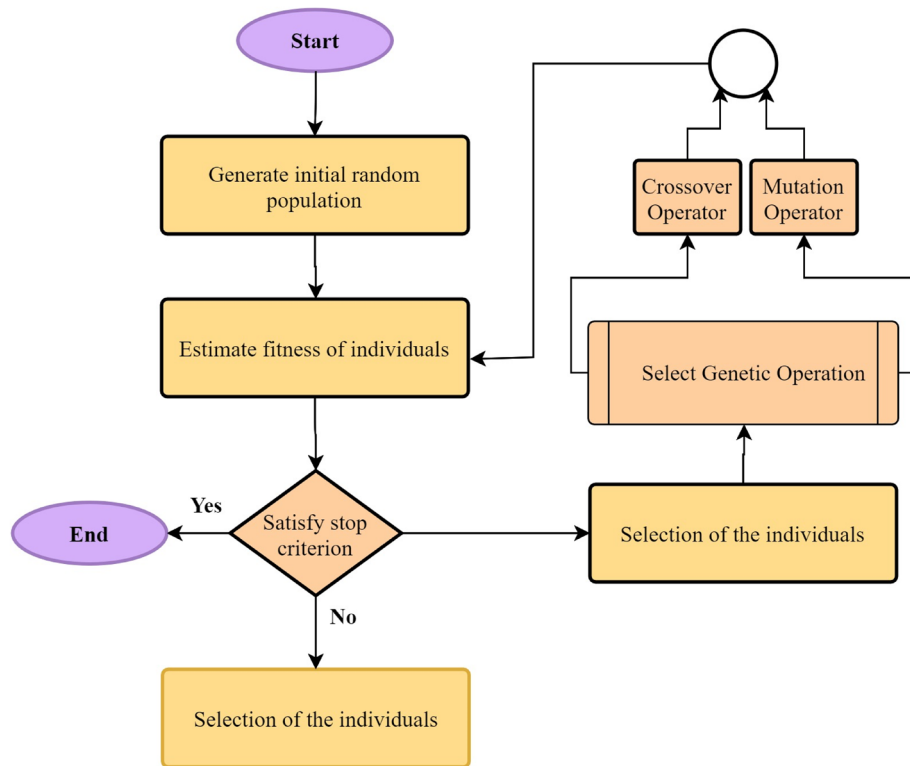 Start
Generate initial random
population
Estimate fitness of individuals
Yes
End
Satisfy stop
criterion
No
Selection of the individuals
Crossover
Operator
Mutation
Operator
Select Genetic Operation
Selection of the individuals